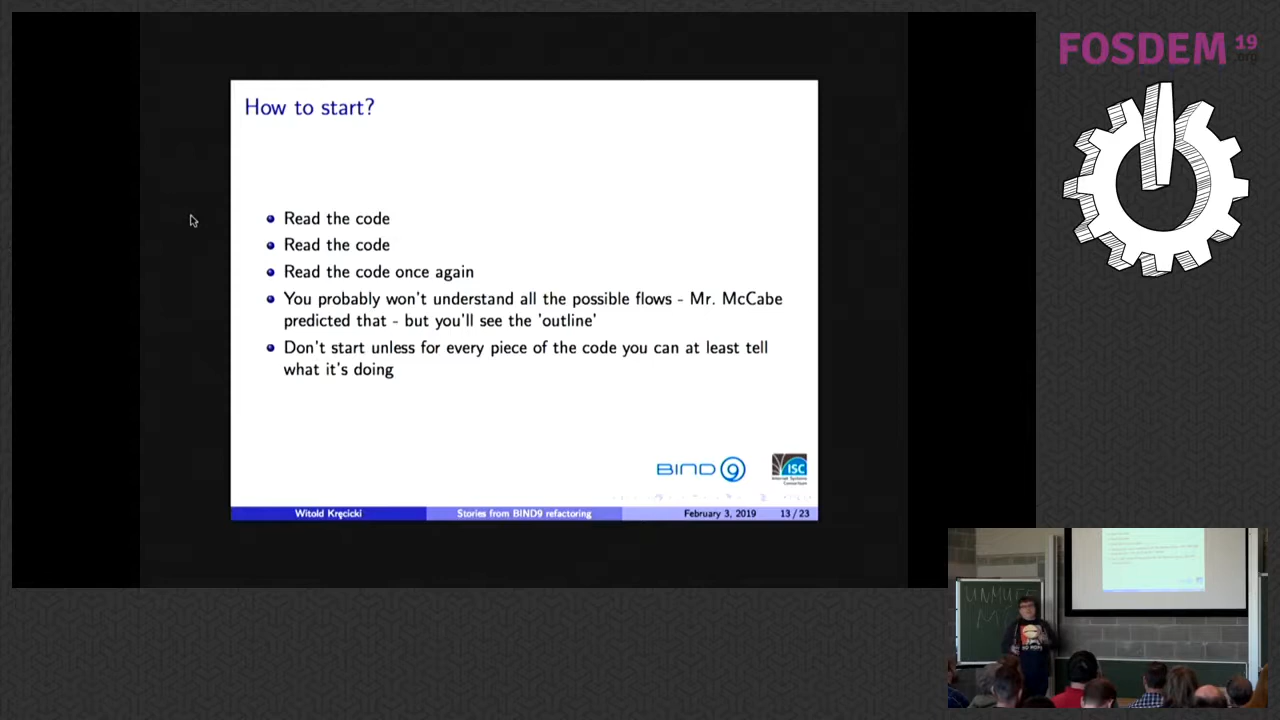 FOSDEM 19
.org
How to start?
Read the code
Read the code
Read the code once again
You probably won't understand all the possible flows - Mr. McCabe
predicted that - but you'll see the 'outline'
Don't start unless for every piece of the code you can at least tell
what it's doing
BIND 9
ISC
Internet Systems
Consortium
Witold Kręcicki
Stories from BIND9 refactoring
February 3, 2019
13 / 23